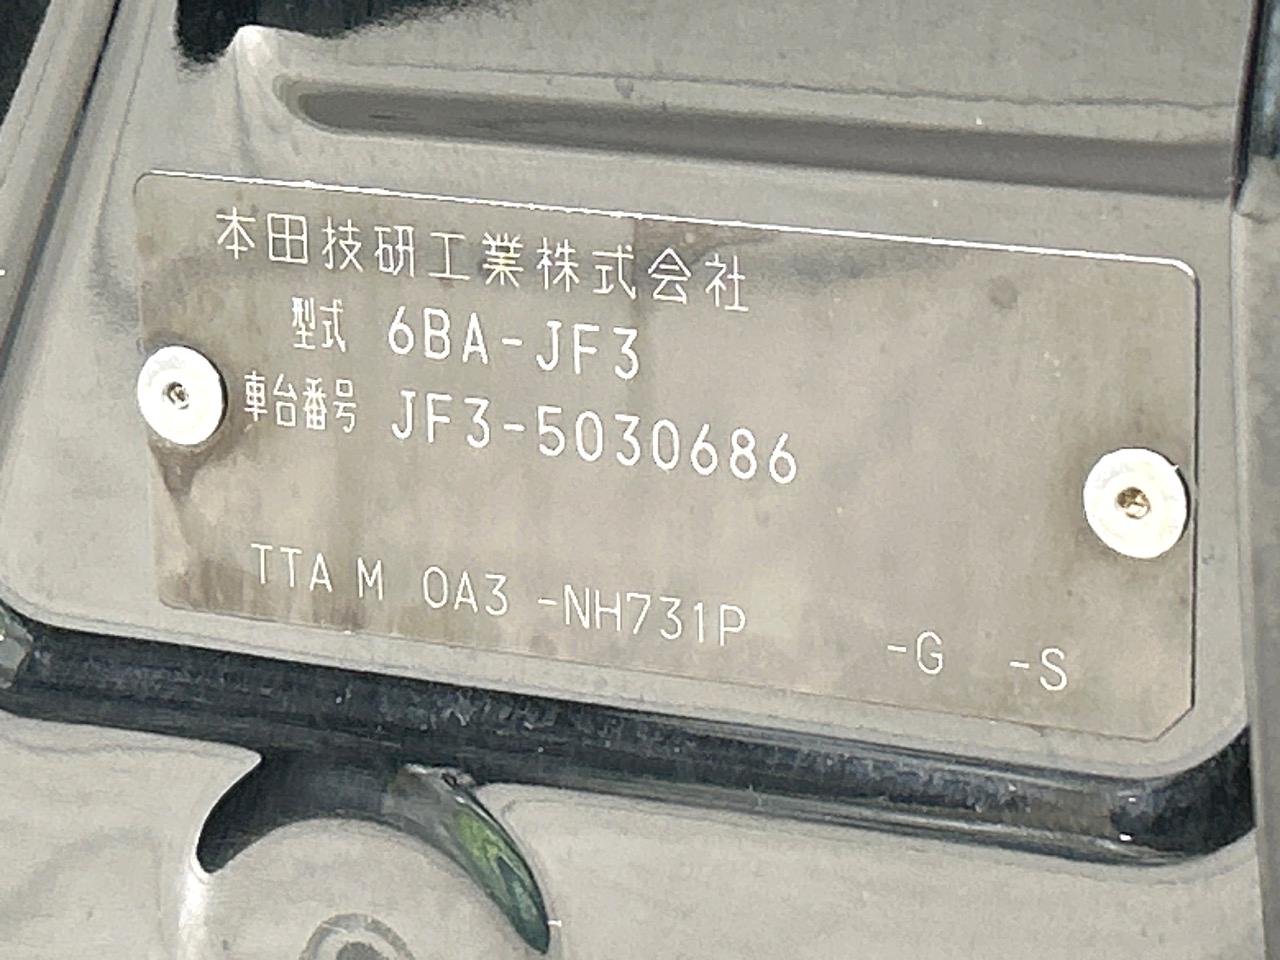 本田技研工業株式会社
型式 6BA-JF3
車台番号 JF3-5030686
TTA M 0A3 -NH731P -G -S